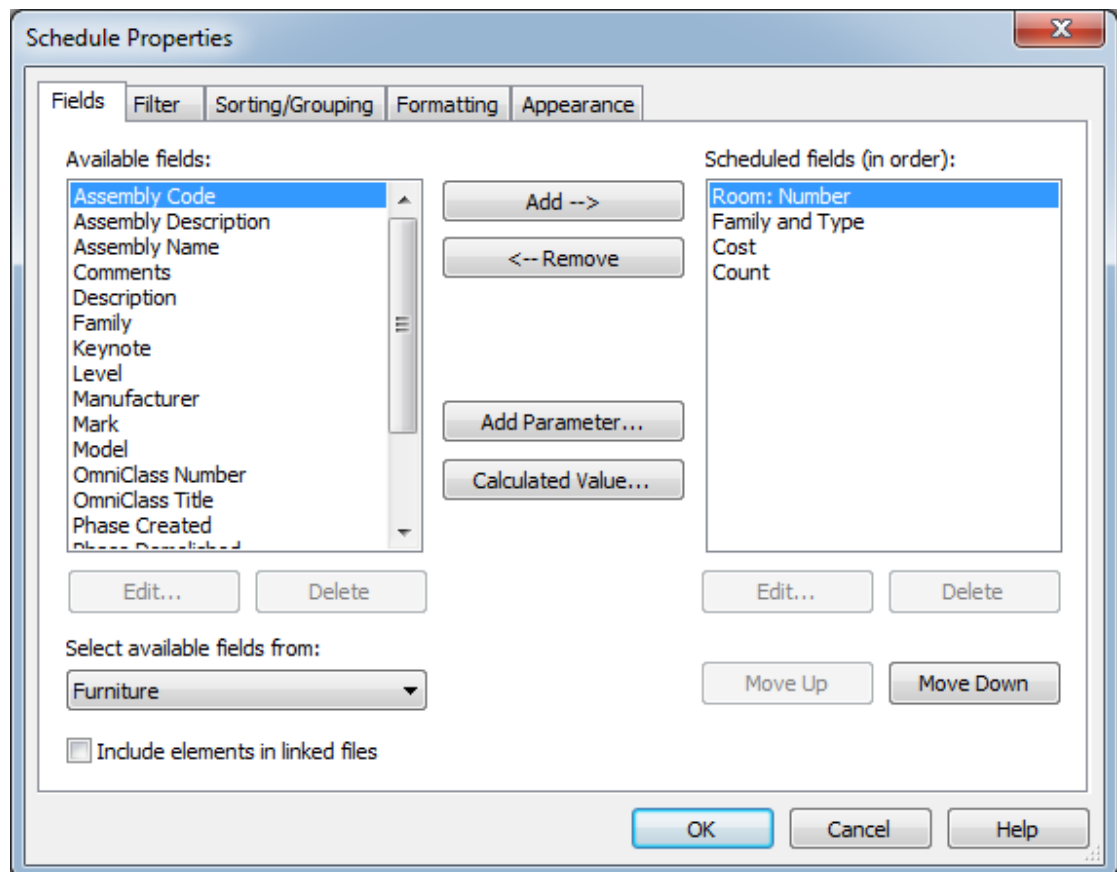 Schedule Properties
Fields Filter Sorting/Grouping Formatting Appearance
Available fields:
Assembly Code
Assembly Description
Assembly Name
Comments
Description
Family
Keynote
Level
Manufacturer
Mark
Model
OmniClass Number
OmniClass Title
Phase Created
Phase Demolished
Edit... Delete
Select available fields from:
Furniture
Include elements in linked files
Add -->
<-- Remove
Add Parameter...
Calculated Value...
Scheduled fields (in order):
Room: Number
Family and Type
Cost
Count
Edit... Delete
Move Up Move Down
OK Cancel Help